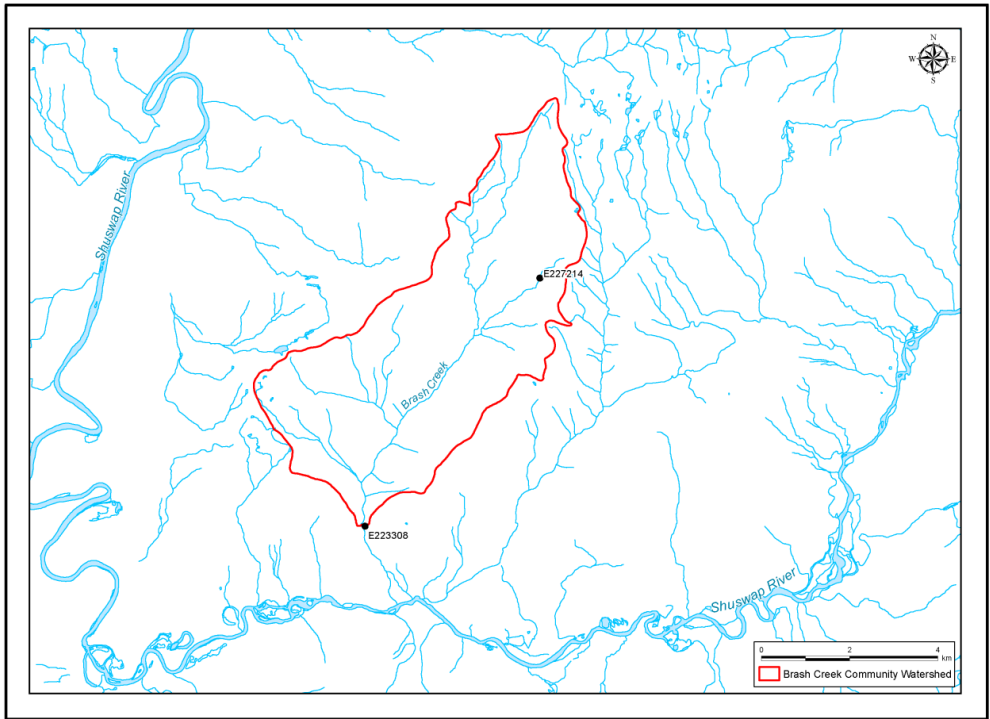 N
W E
S
Shuswap River
E227214
Brash Creek
E223308
Shuswap River
0 2 4
km
Brash Creek Community Watershed